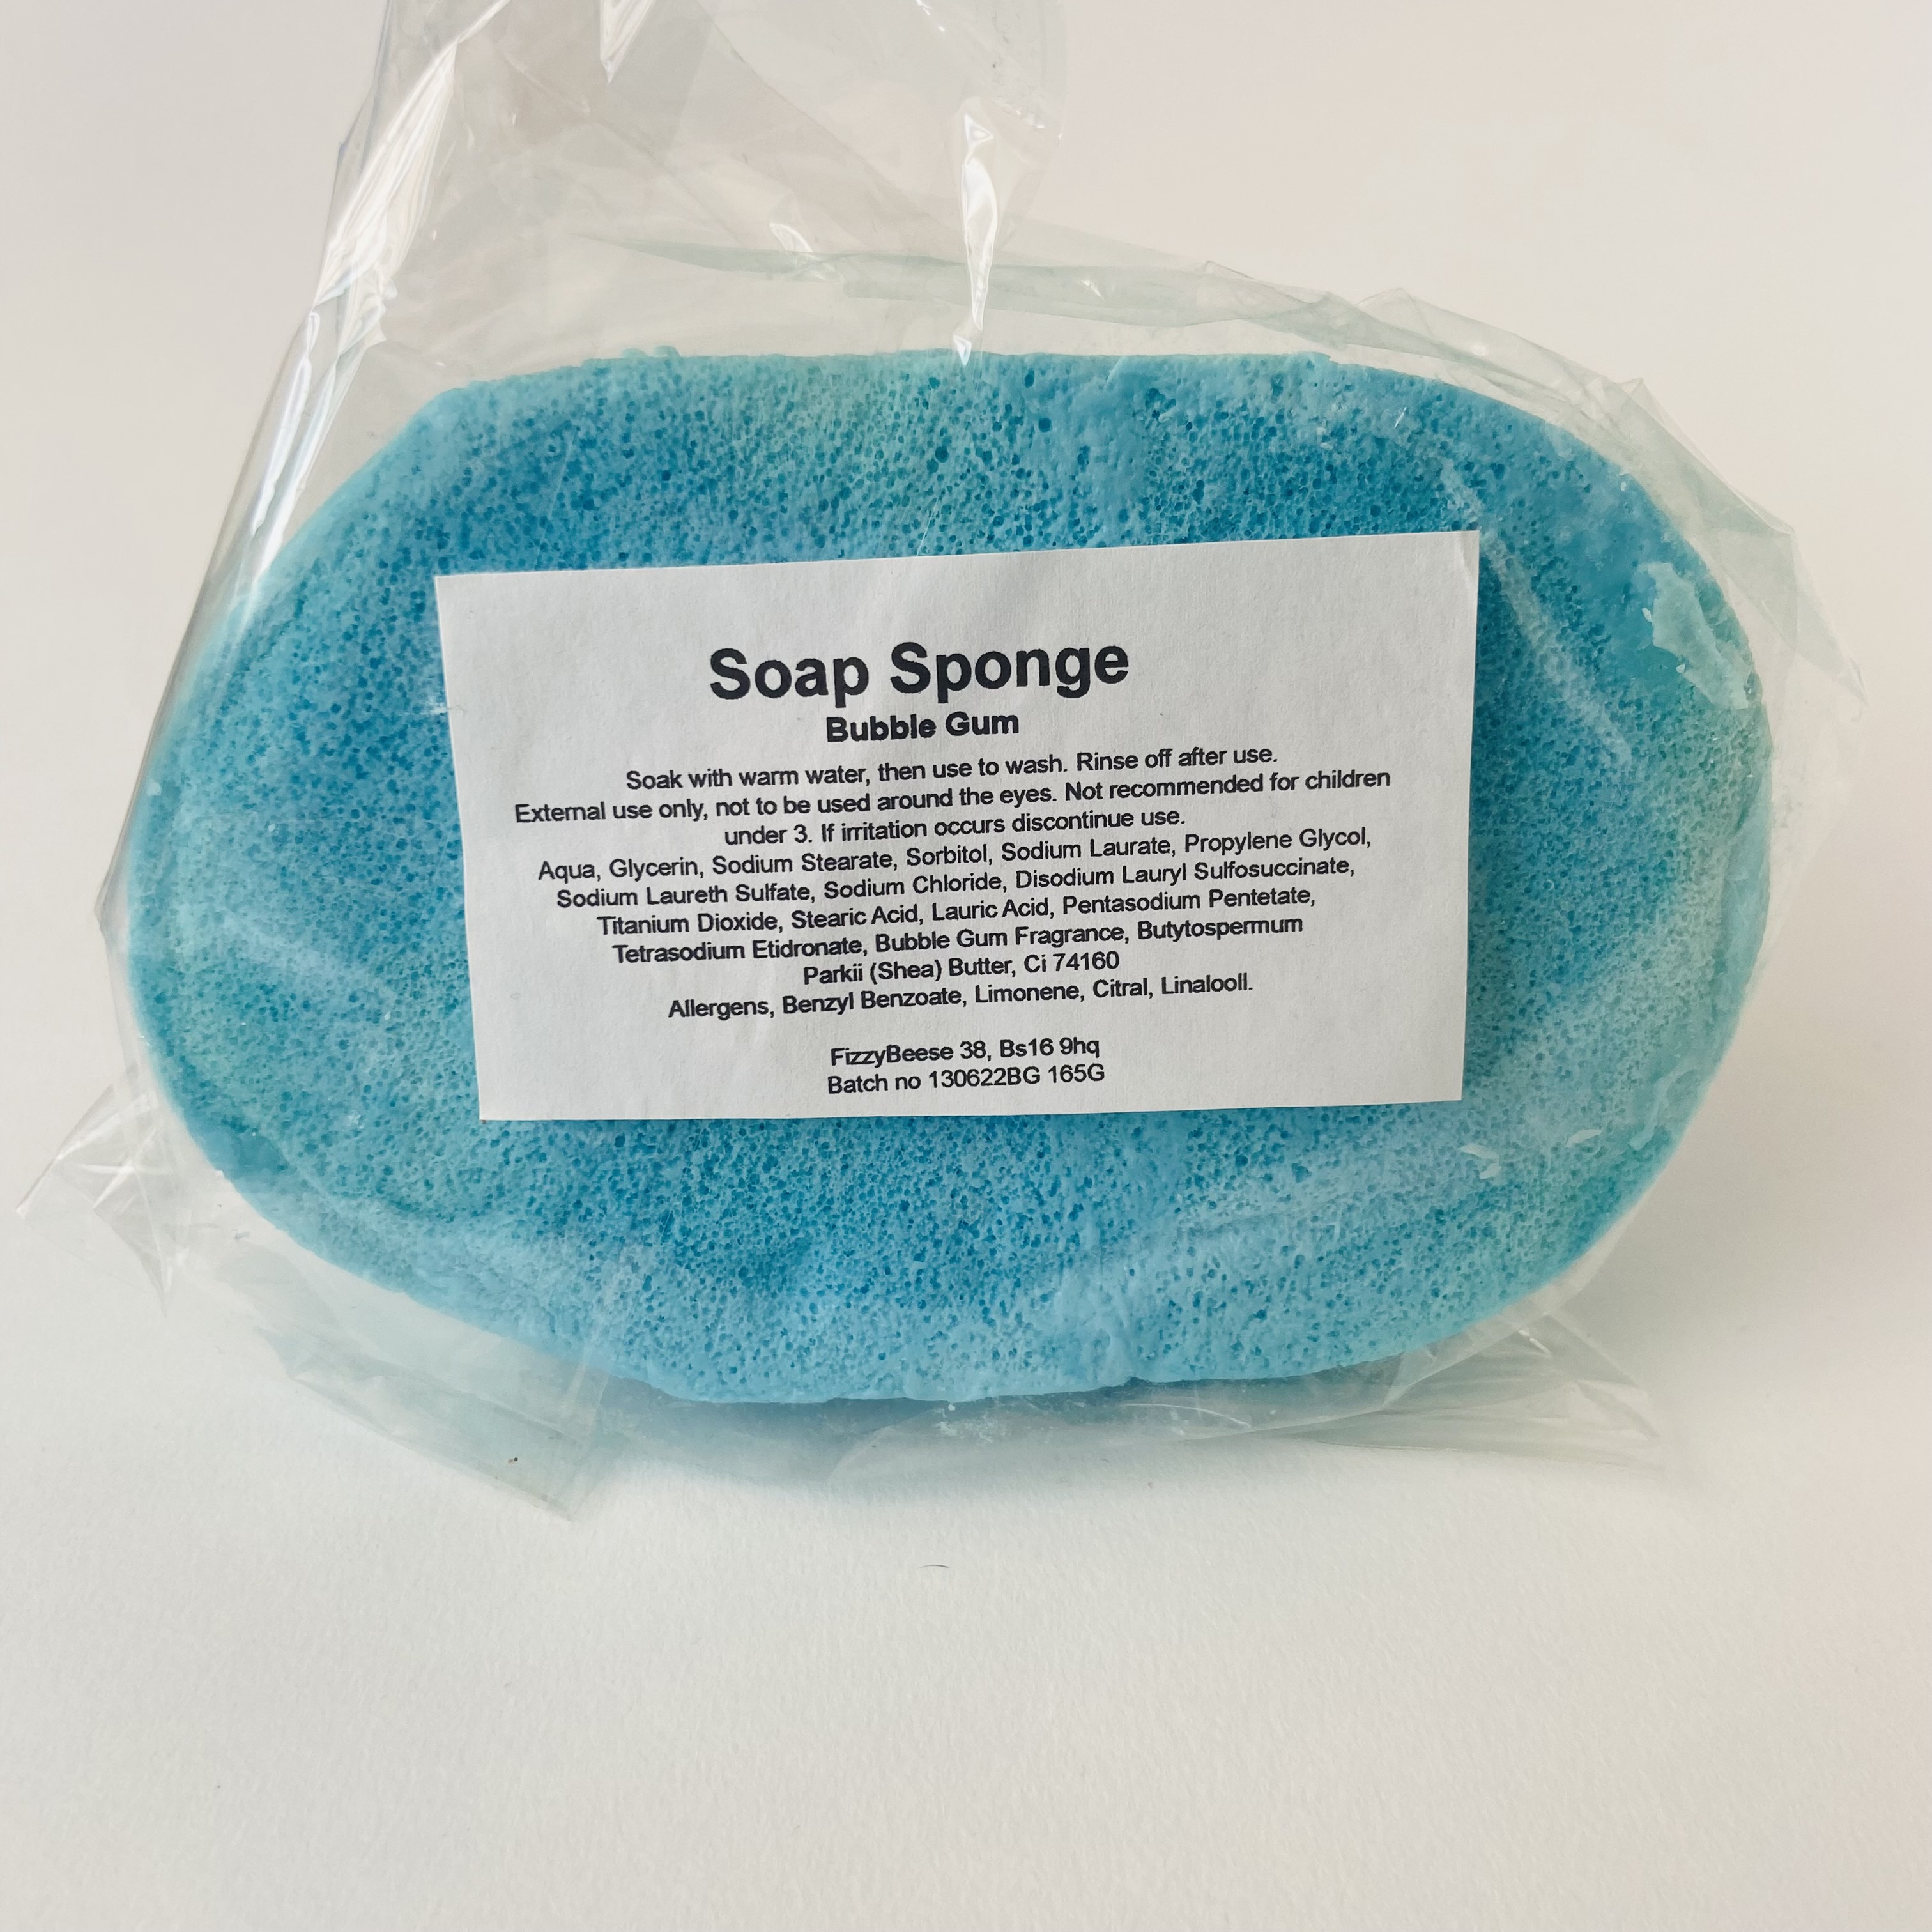 Soap Sponge
Bubble Gum
Soak with warm water, then use to wash. Rinse off after use.
External use only, not to be used around the eyes. Not recommended for children
under 3. If irritation occurs discontinue use.
Aqua, Glycerin, Sodium Stearate, Sorbitol, Sodium Laurate, Propylene Glycol,
Sodium Laureth Sulfate, Sodium Chloride, Disodium Lauryl Sulfosuccinate,
Titanium Dioxide, Stearic Acid, Lauric Acid, Pentasodium Pentetate,
Tetrasodium Etidronate, Bubble Gum Fragrance, Butytospermum
Parkii (Shea) Butter, Ci 74160
Allergens, Benzyl Benzoate, Limonene, Citral, Linalooll.
FizzyBeese 38, Bs16 9hq
Batch no 130622BG 165G